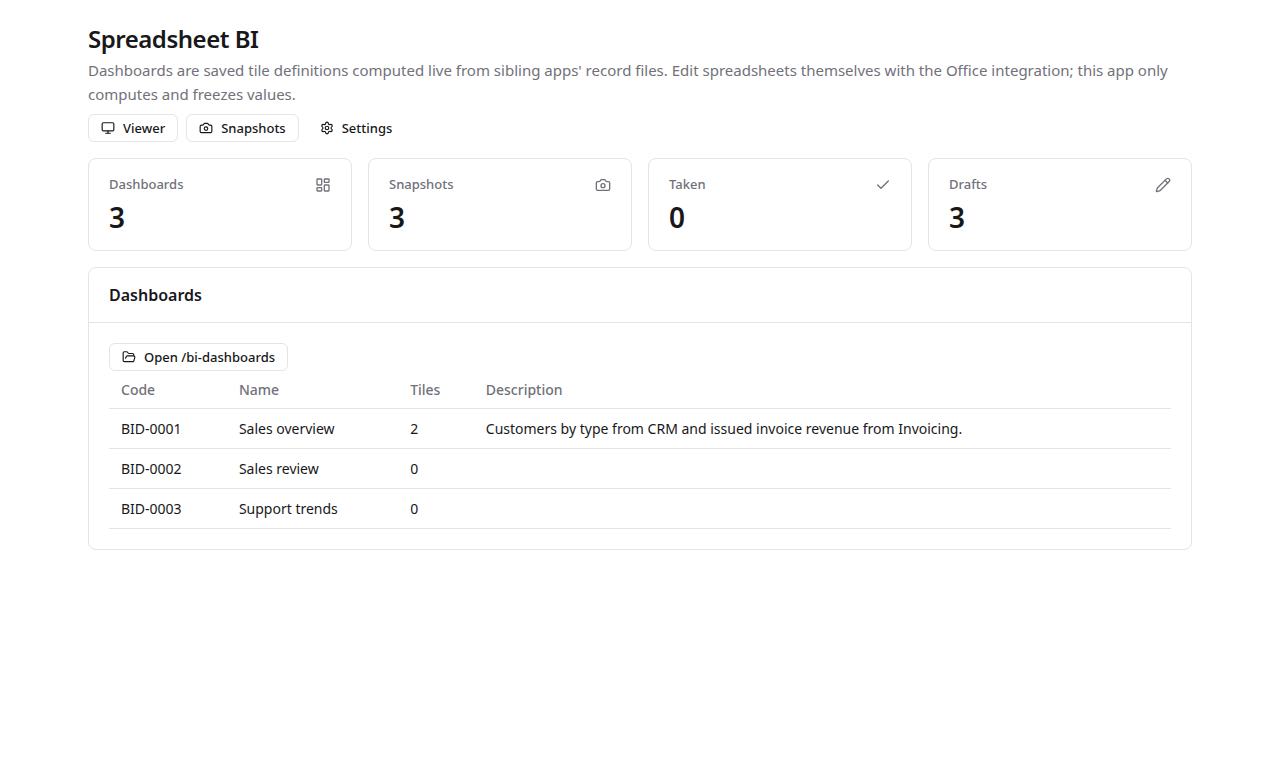 Spreadsheet BI
Dashboards are saved tile definitions computed live from sibling apps' record files. Edit spreadsheets themselves with the Office integration; this app only
computes and freezes values.
Viewer Snapshots Settings
Dashboards Snapshots Taken Drafts
3 3 0 3
Dashboards
Open /bi-dashboards
Code Name Tiles Description
BID-0001 Sales overview 2 Customers by type from CRM and issued invoice revenue from Invoicing.
BID-0002 Sales review 0
BID-0003 Support trends 0